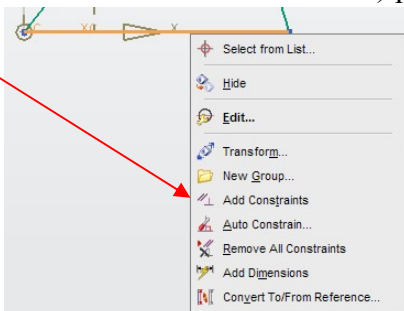 XC
X
Select from List...
Hide
Edit...
Transform...
New Group...
Add Constraints
Auto Constrain...
Remove All Constraints
Add Dimensions
Convert To/From Reference...